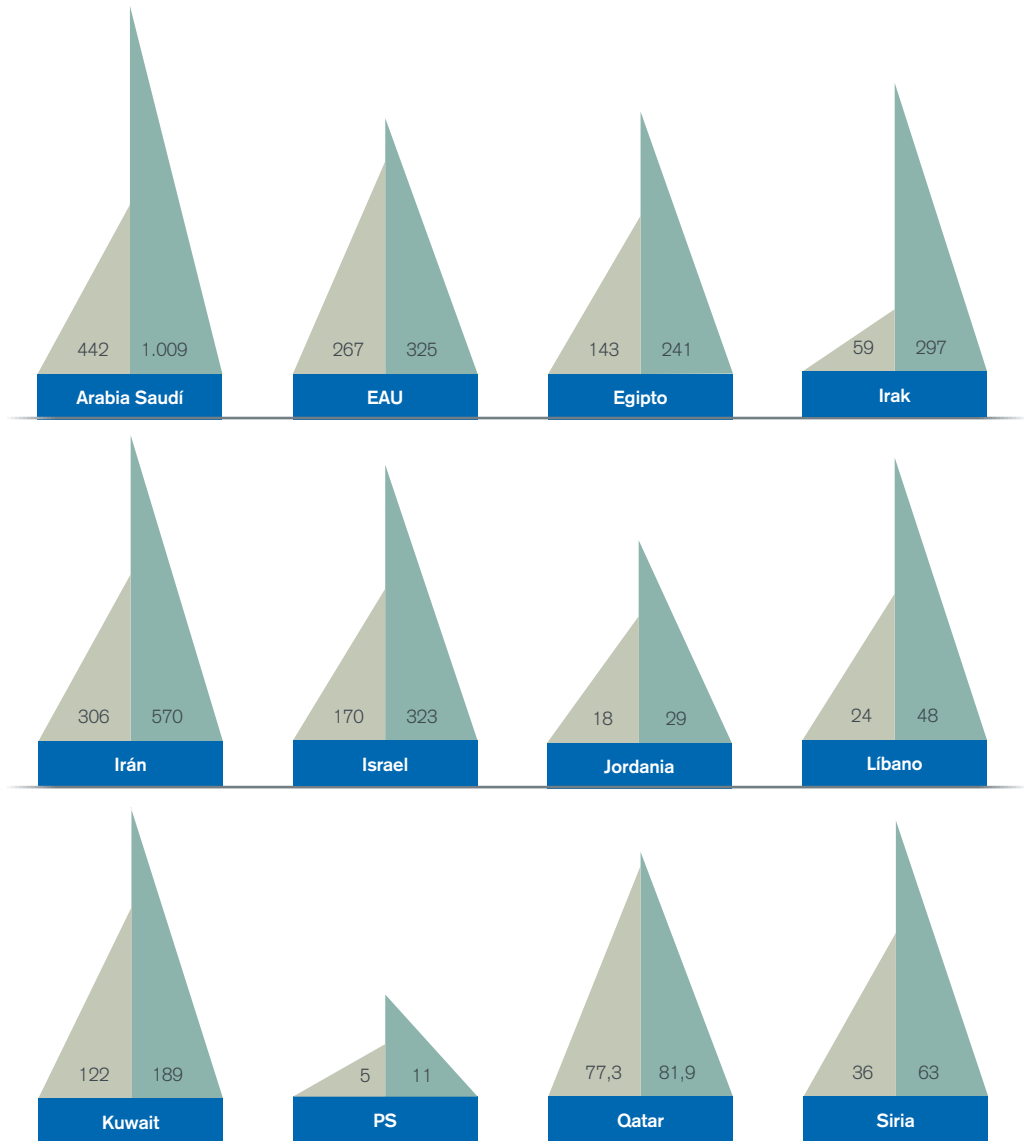 442 1.009 267 325 143 241 59 297
Arabia Saudí EAU Egipto Irak
306 570 170 323 18 29 24 48
Irán Israel Jordania Líbano
122 189 5 11 77,3 81,9 36 63
Kuwait PS Qatar Siria